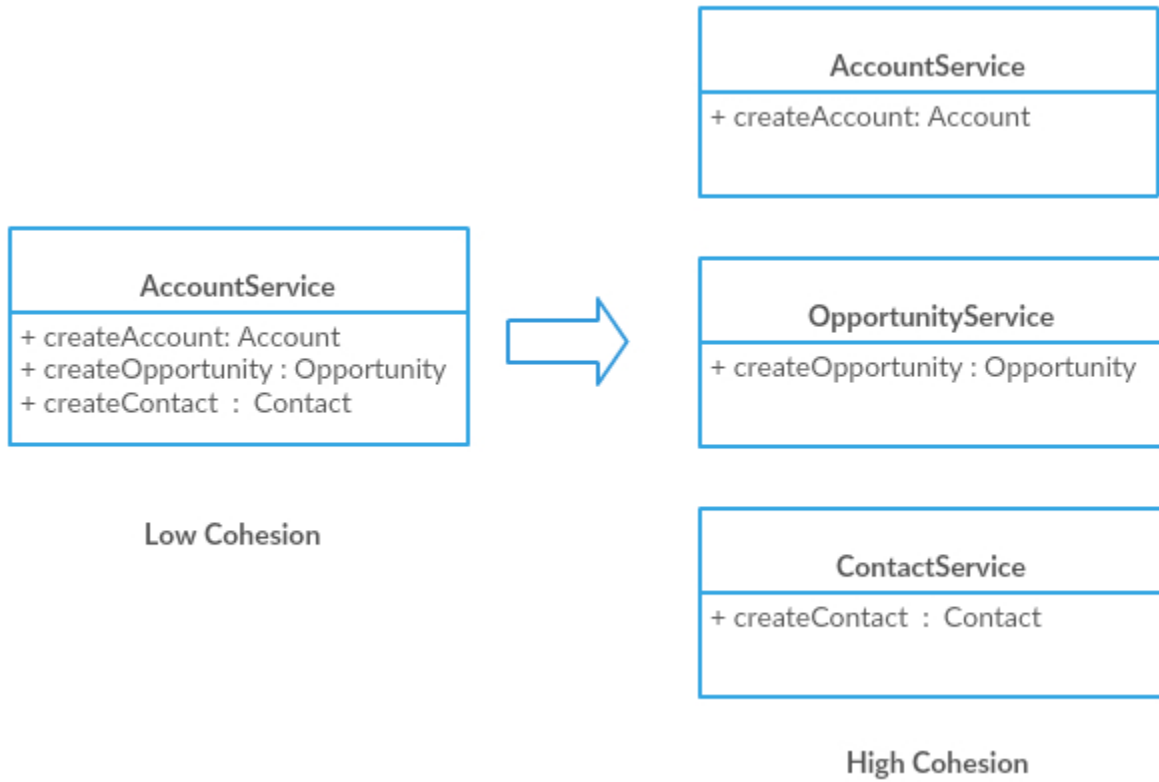 AccountService
+ createAccount: Account
+ createOpportunity : Opportunity
+ createContact  :  Contact
Low Cohesion
AccountService
+ createAccount: Account
OpportunityService
+ createOpportunity : Opportunity
ContactService
+ createContact  :  Contact
High Cohesion